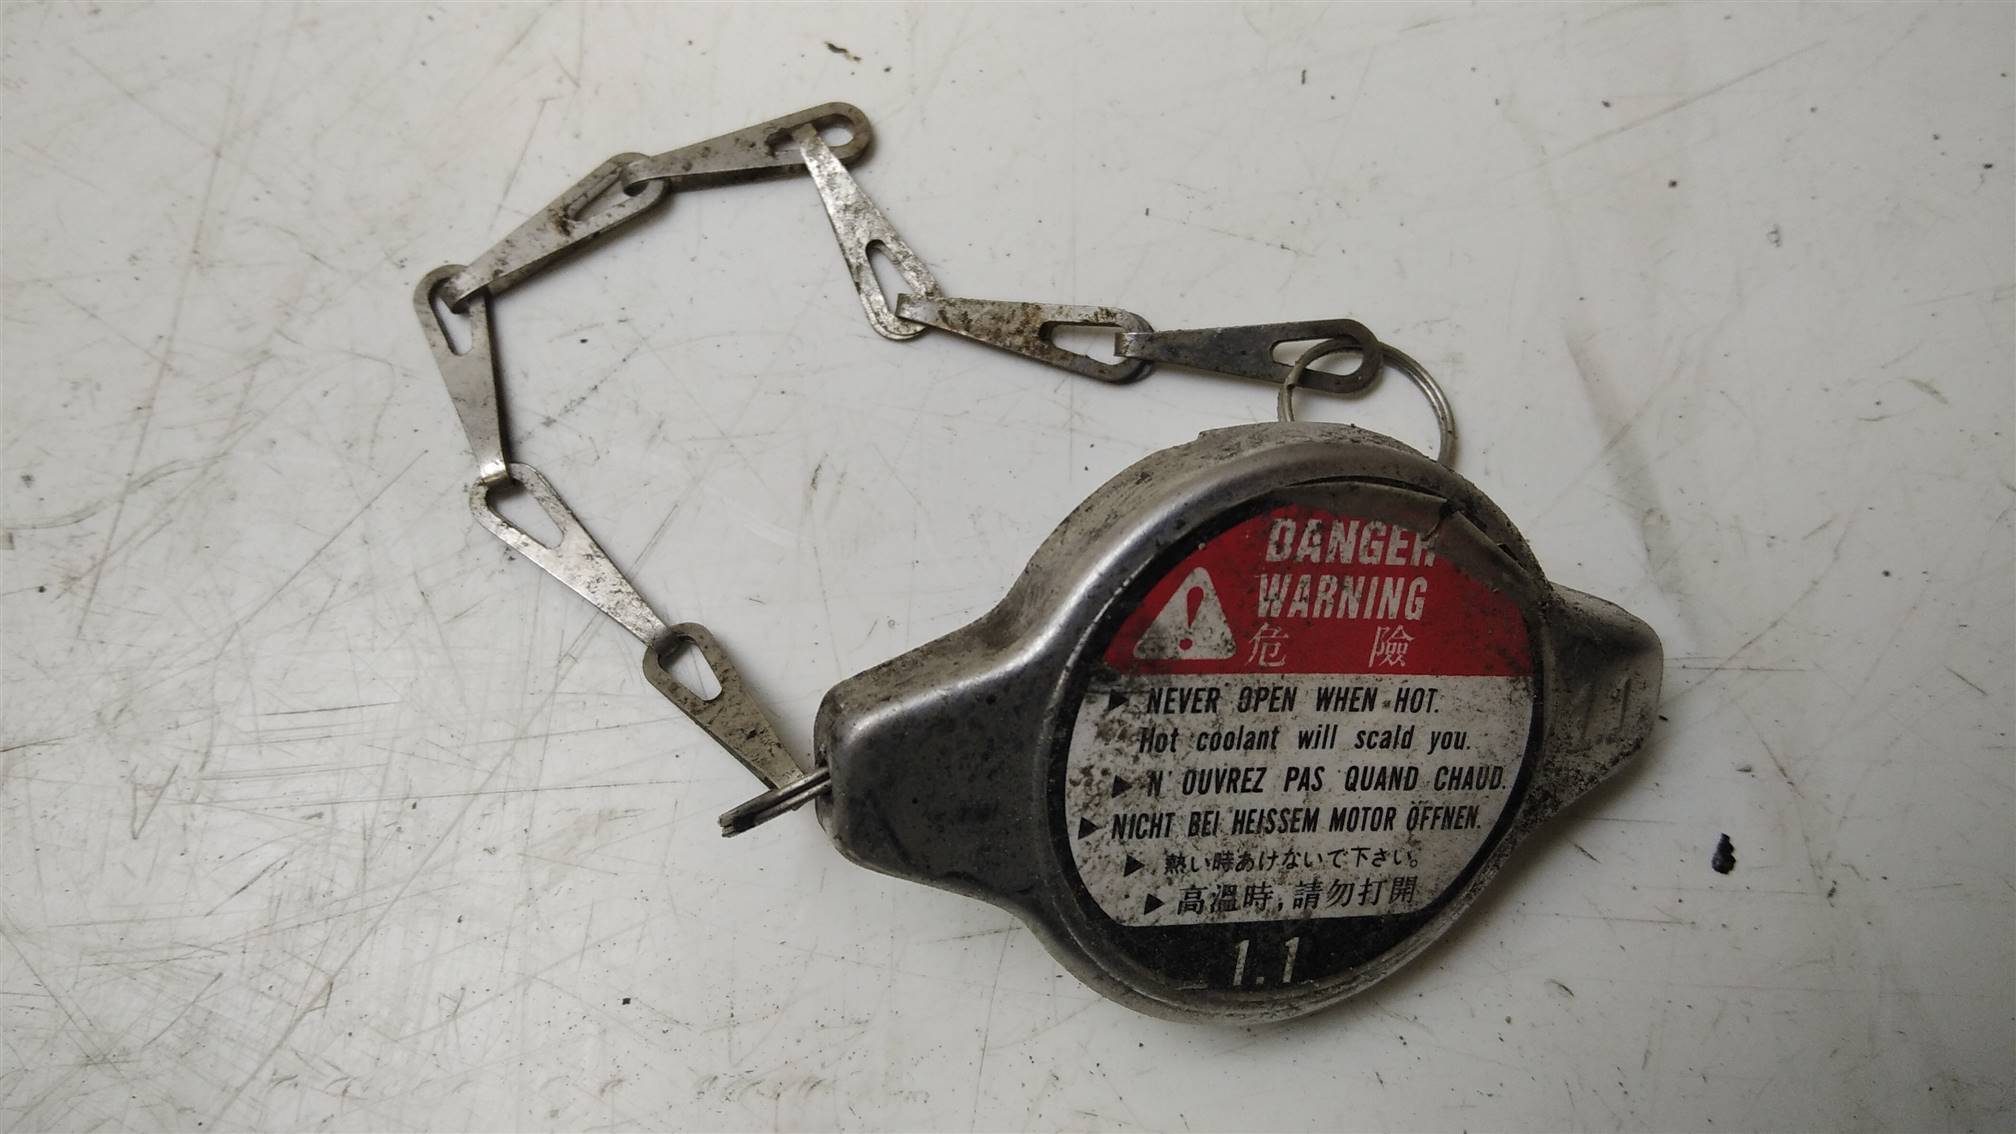 DANGER
WARNING
危 險
NEVER OPEN WHEN HOT.
Hot coolant will scald you.
N' OUVREZ PAS QUAND CHAUD.
NICHT BEI HEISSEM MOTOR ÖFFNEN.
熱い時あけないで下さい。
高溫時,請勿打開
1.1